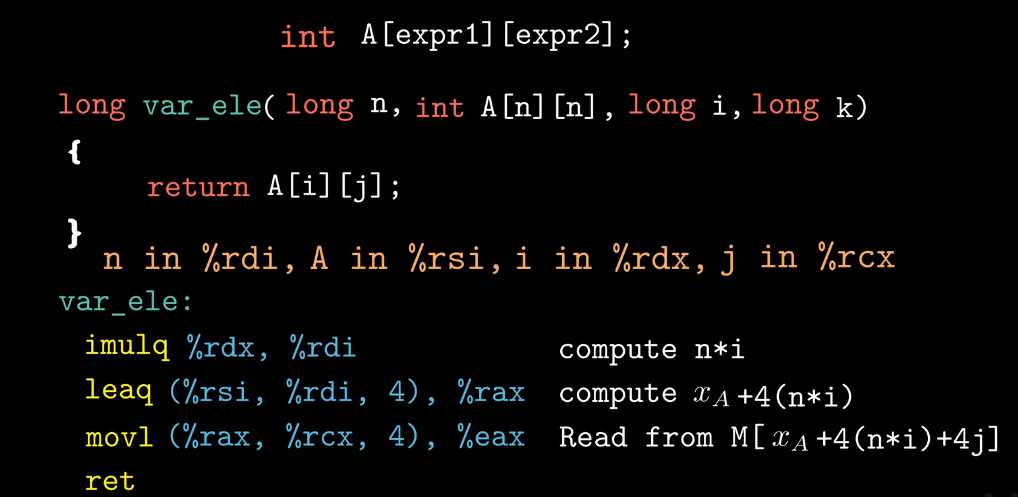 int A[expr1][expr2];
long var_ele( long n, int A[n][n], long i, long k)
{
return A[i][j];
}
n in %rdi, A in %rsi, i in %rdx, j in %rcx
var_ele:
imulq %rdx, %rdi compute n*i
leaq (%rsi, %rdi, 4), %rax compute x_A+4(n*i)
movl (%rax, %rcx, 4), %eax Read from M[x_A+4(n*i)+4j]
ret